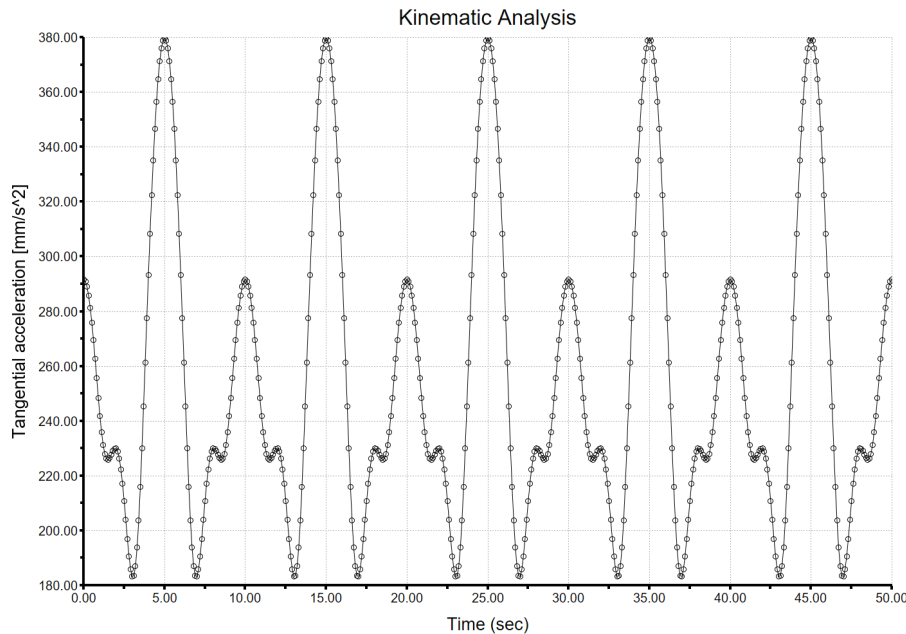 Kinematic Analysis
380.00
360.00
340.00
320.00
300.00
280.00
260.00
240.00
220.00
200.00
180.00
Tangential acceleration [mm/s^2]
0.00 5.00 10.00 15.00 20.00 25.00 30.00 35.00 40.00 45.00 50.00
Time (sec)